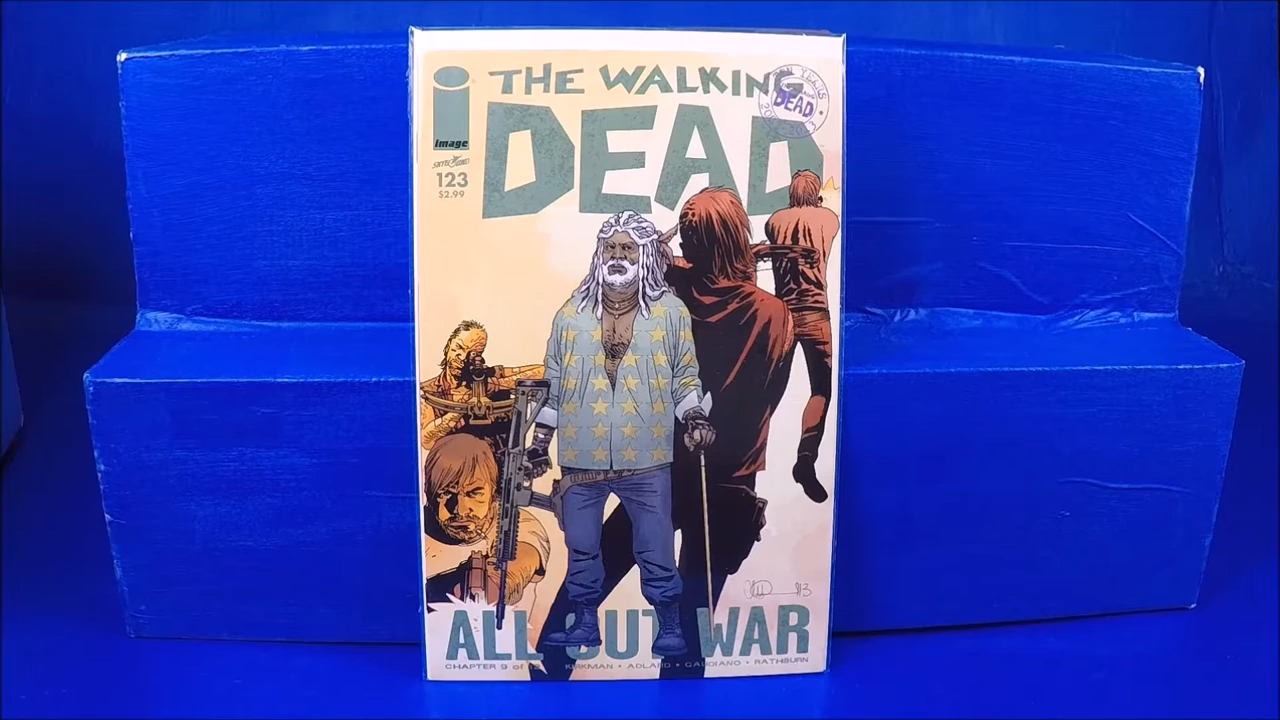 THE WALKING
DEAD
image
123
$2.99
DEAD
ALL OUT WAR
CHAPTER 9 of
KIRKMAN • ADLARD • GAUDIANO • RATHBURN